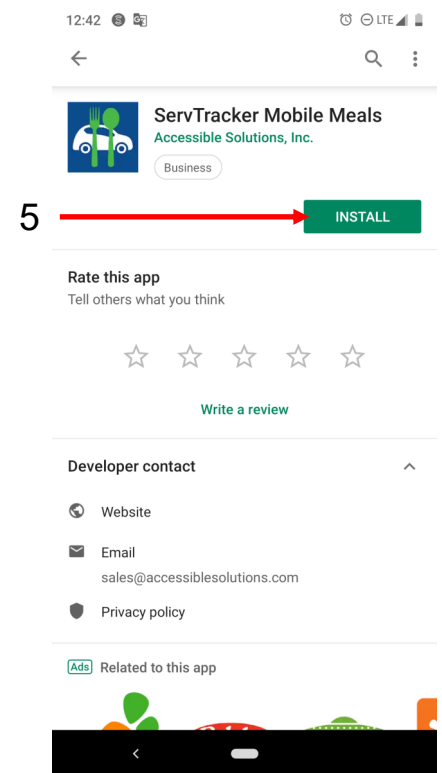 12:42
LTE
ServTracker Mobile Meals
Accessible Solutions, Inc.
Business
5
INSTALL
Rate this app
Tell others what you think
Write a review
Developer contact
Website
Email
sales@accessiblesolutions.com
Privacy policy
Ads Related to this app